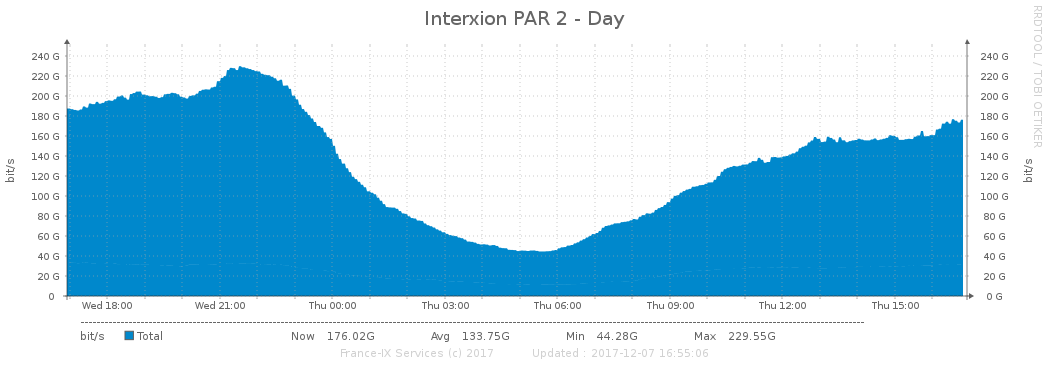 Interxion PAR 2 - Day
RRDTOOL / TOBI OETIKER
bit/s
240 G 240 G
220 G 220 G
200 G 200 G
180 G 180 G
160 G 160 G
140 G 140 G
120 G 120 G
100 G 100 G
80 G 80 G
60 G 60 G
40 G 40 G
20 G 20 G
0 0 G
bit/s
Wed 18:00 Wed 21:00 Thu 00:00 Thu 03:00 Thu 06:00 Thu 09:00 Thu 12:00 Thu 15:00
bit/s Total Now 176.02G Avg 133.75G Min 44.28G Max 229.55G
France-IX Services (c) 2017 Updated : 2017-12-07 16:55:06